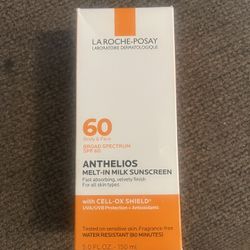 LA ROCHE-POSAY
LABORATOIRE DERMATOLOGIQUE
60
Body & Face
BROAD SPECTRUM
SPF 60
ANTHELIOS
MELT-IN MILK SUNSCREEN
Fast absorbing, velvety finish
For all skin types
with CELL-OX SHIELD®
UVA/UVB Protection + Antioxidants
Tested on sensitive skin. Fragrance free
WATER RESISTANT (80 MINUTES)
5.0 FL.OZ - 150 mL